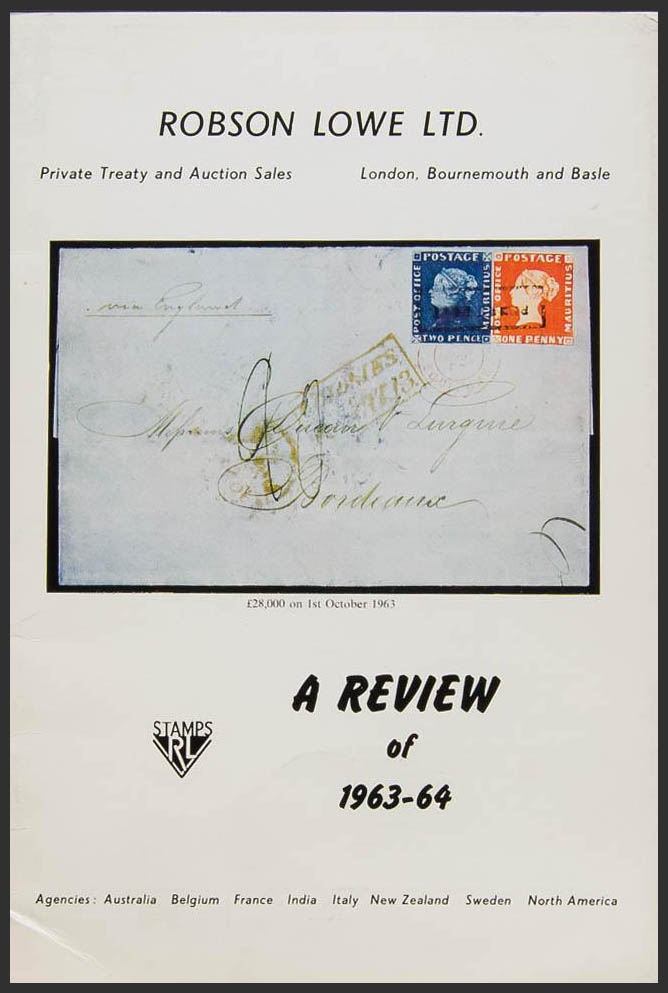 ROBSON LOWE LTD.
Private Treaty and Auction Sales London, Bournemouth and Basle
POSTAGE POSTAGE
POST OFFICE MAURITIUS POST OFFICE MAURITIUS
TWO PENCE ONE PENNY
via England
Bordeaux
£28,000 on 1st October 1963
A REVIEW
of
1963-64
STAMPS
RL
Agencies: Australia Belgium France India Italy New Zealand Sweden North America